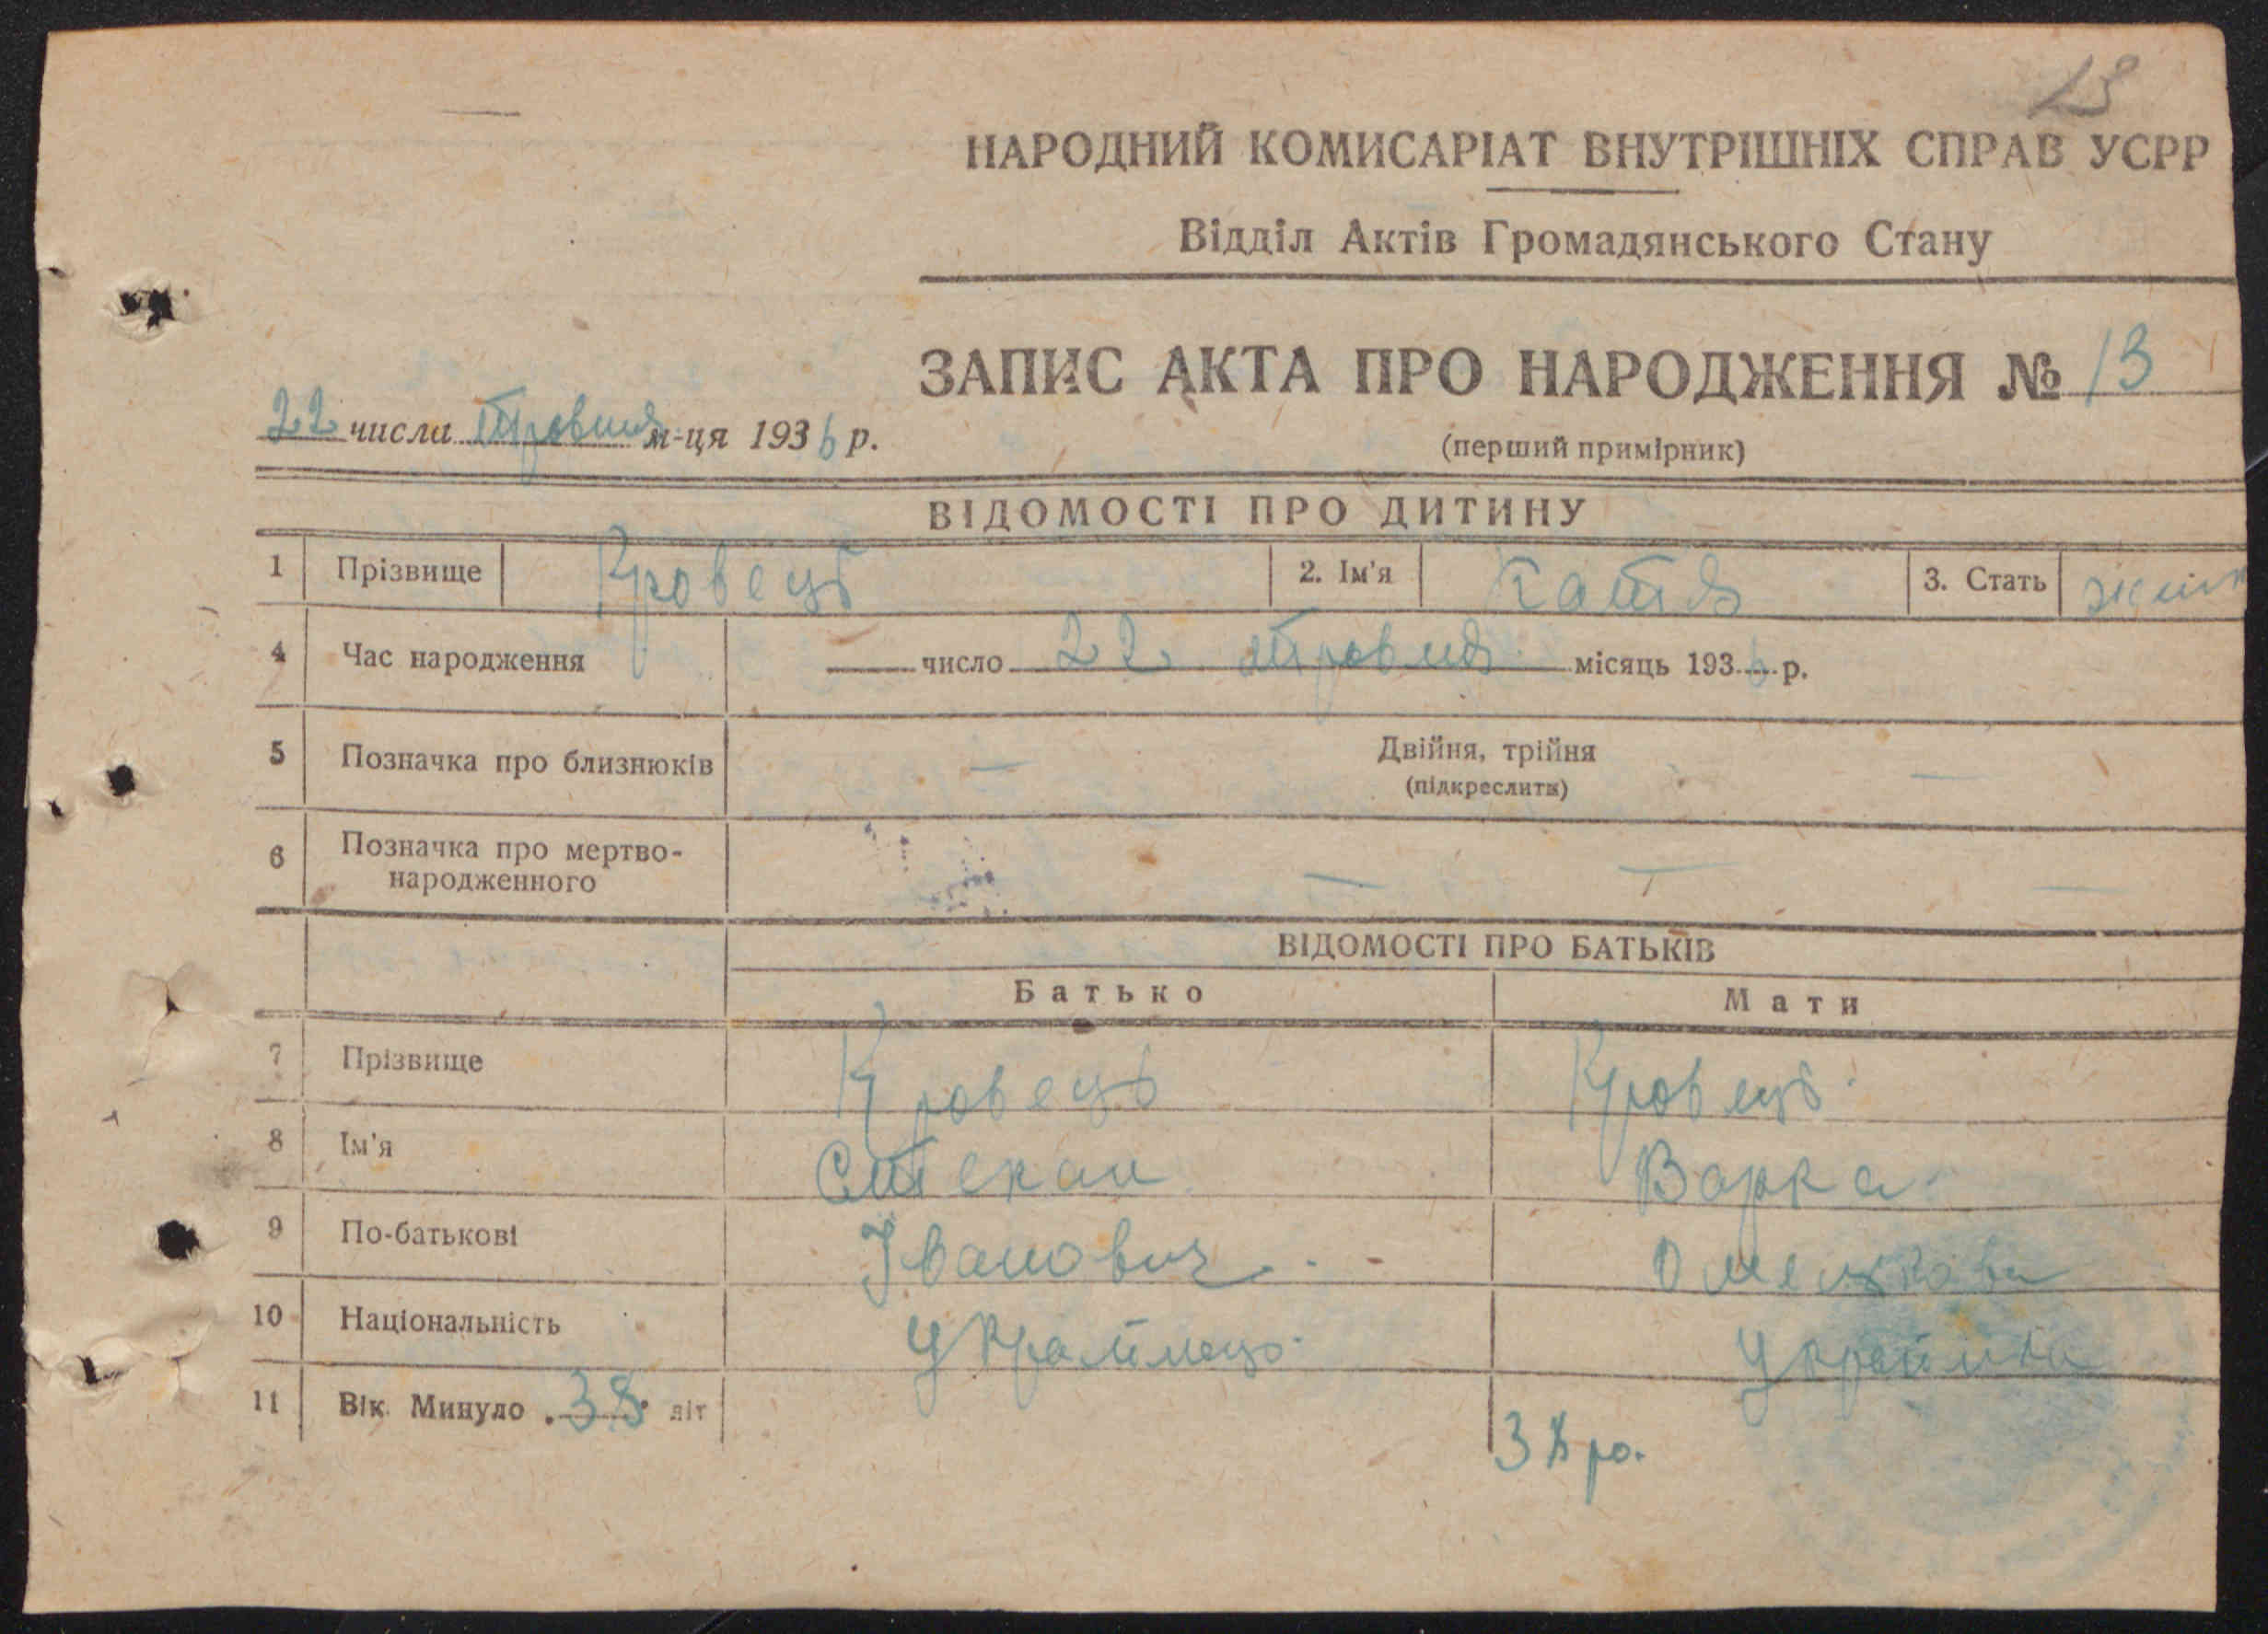 13
НАРОДНИЙ КОМИСАРІАТ ВНУТРІШНІХ СПРАВ УСРР
Відділ Актів Громадянського Стану
ЗАПИС АКТА ПРО НАРОДЖЕННЯ № 13
22 числа травня м-ця 1936 р.
(перший примірник)
ВІДОМОСТІ ПРО ДИТИНУ
1 Прізвище Кровець 2. Ім'я Катя 3. Стать жін
4 Час народження число 22 травня місяць 1936 р.
5 Позначка про близнюків — Двійня, трійня —
(підкреслити)
6 Позначка про мертво-
народженного — — —
ВІДОМОСТІ ПРО БАТЬКІВ
Батько Мати
7 Прізвище Кровець Кровець
8 Ім'я Степан Варка
9 По-батькові Іванович
10 Національність Українець Українка
11 Вік Минуло 38 літ